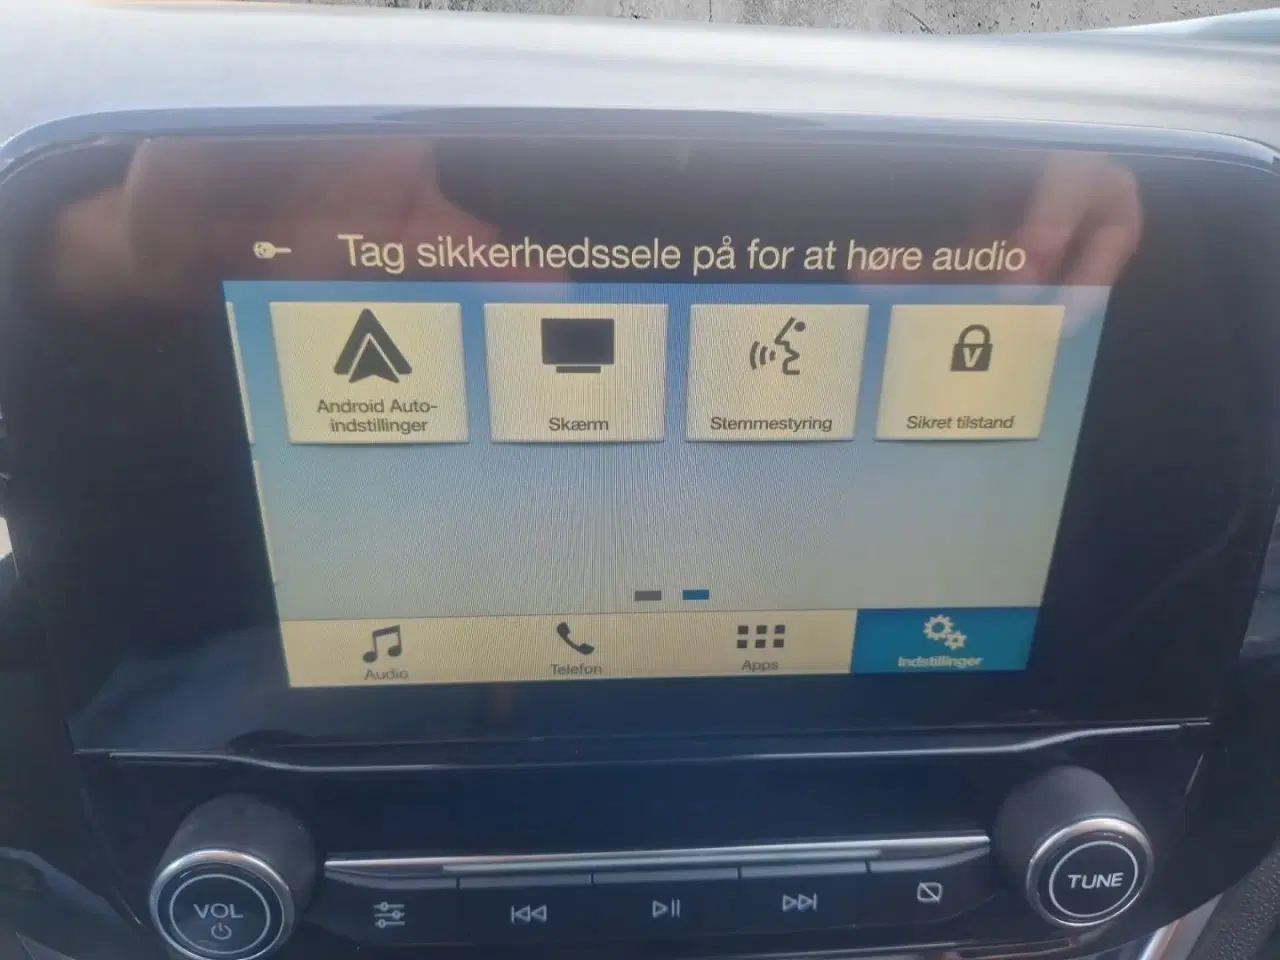 Tag sikkerhedssele på for at høre audio
Android Auto-
indstillinger
Skærm
Stemmestyring
Sikret tilstand
V
Audio
Telefon
Apps
Indstillinger
VOL
TUNE